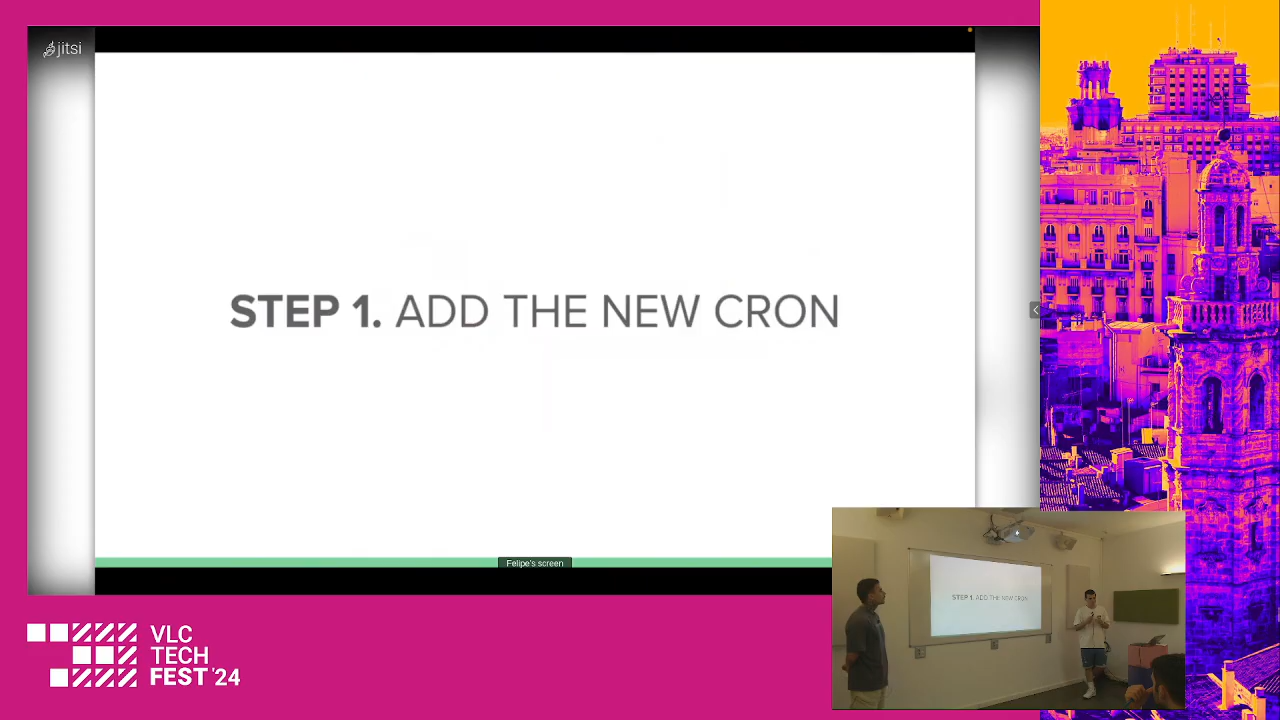 jitsi
STEP 1. ADD THE NEW CRON
Felipe's screen
STEP 1. ADD THE NEW CRON
VLC
TECH
FEST '24